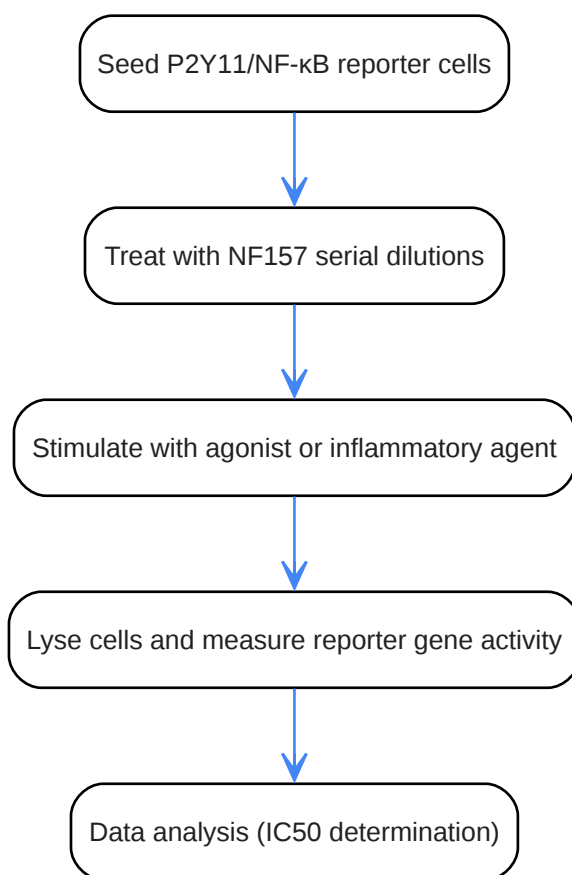 Seed P2Y11/NF-κB reporter cells
Treat with NF157 serial dilutions
Stimulate with agonist or inflammatory agent
Lyse cells and measure reporter gene activity
Data analysis (IC50 determination)